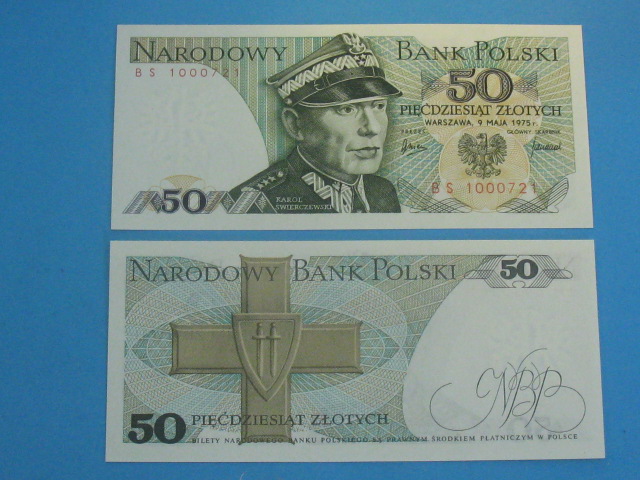 NARODOWY BANK POLSKI
BS 1000721
50
PIĘĆDZIESIĄT ZŁOTYCH
WARSZAWA, 9 MAJA 1975 r.
PREZES GŁÓWNY SKARBNIK
BS 1000721
50
KAROL
ŚWIERCZEWSKI
NARODOWY BANK POLSKI
50
NBP
50 PIĘĆDZIESIĄT ZŁOTYCH
BILETY NARODOWEGO BANKU POLSKIEGO SĄ PRAWNYM ŚRODKIEM PŁATNICZYM W POLSCE